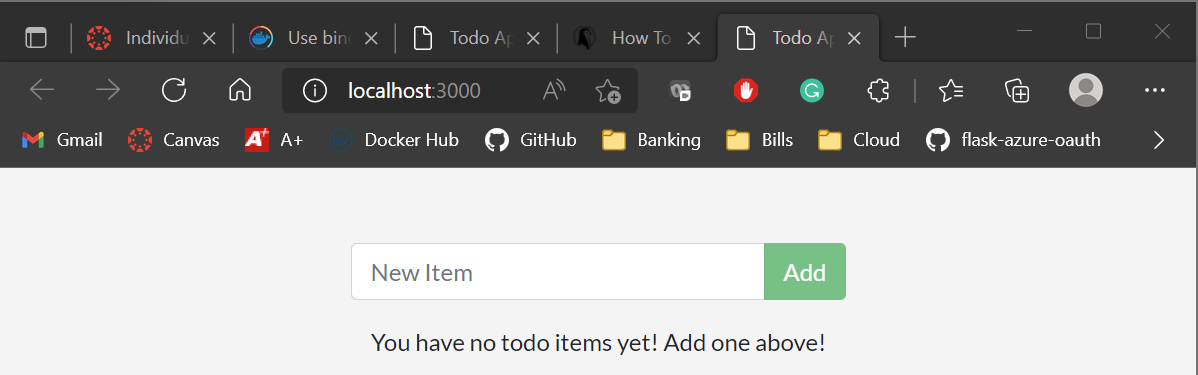 Individu
Use bind
Todo Ap
How To
Todo Ap
localhost:3000
Gmail
Canvas
A+
Docker Hub
GitHub
Banking
Bills
Cloud
flask-azure-oauth
New Item
Add
You have no todo items yet! Add one above!